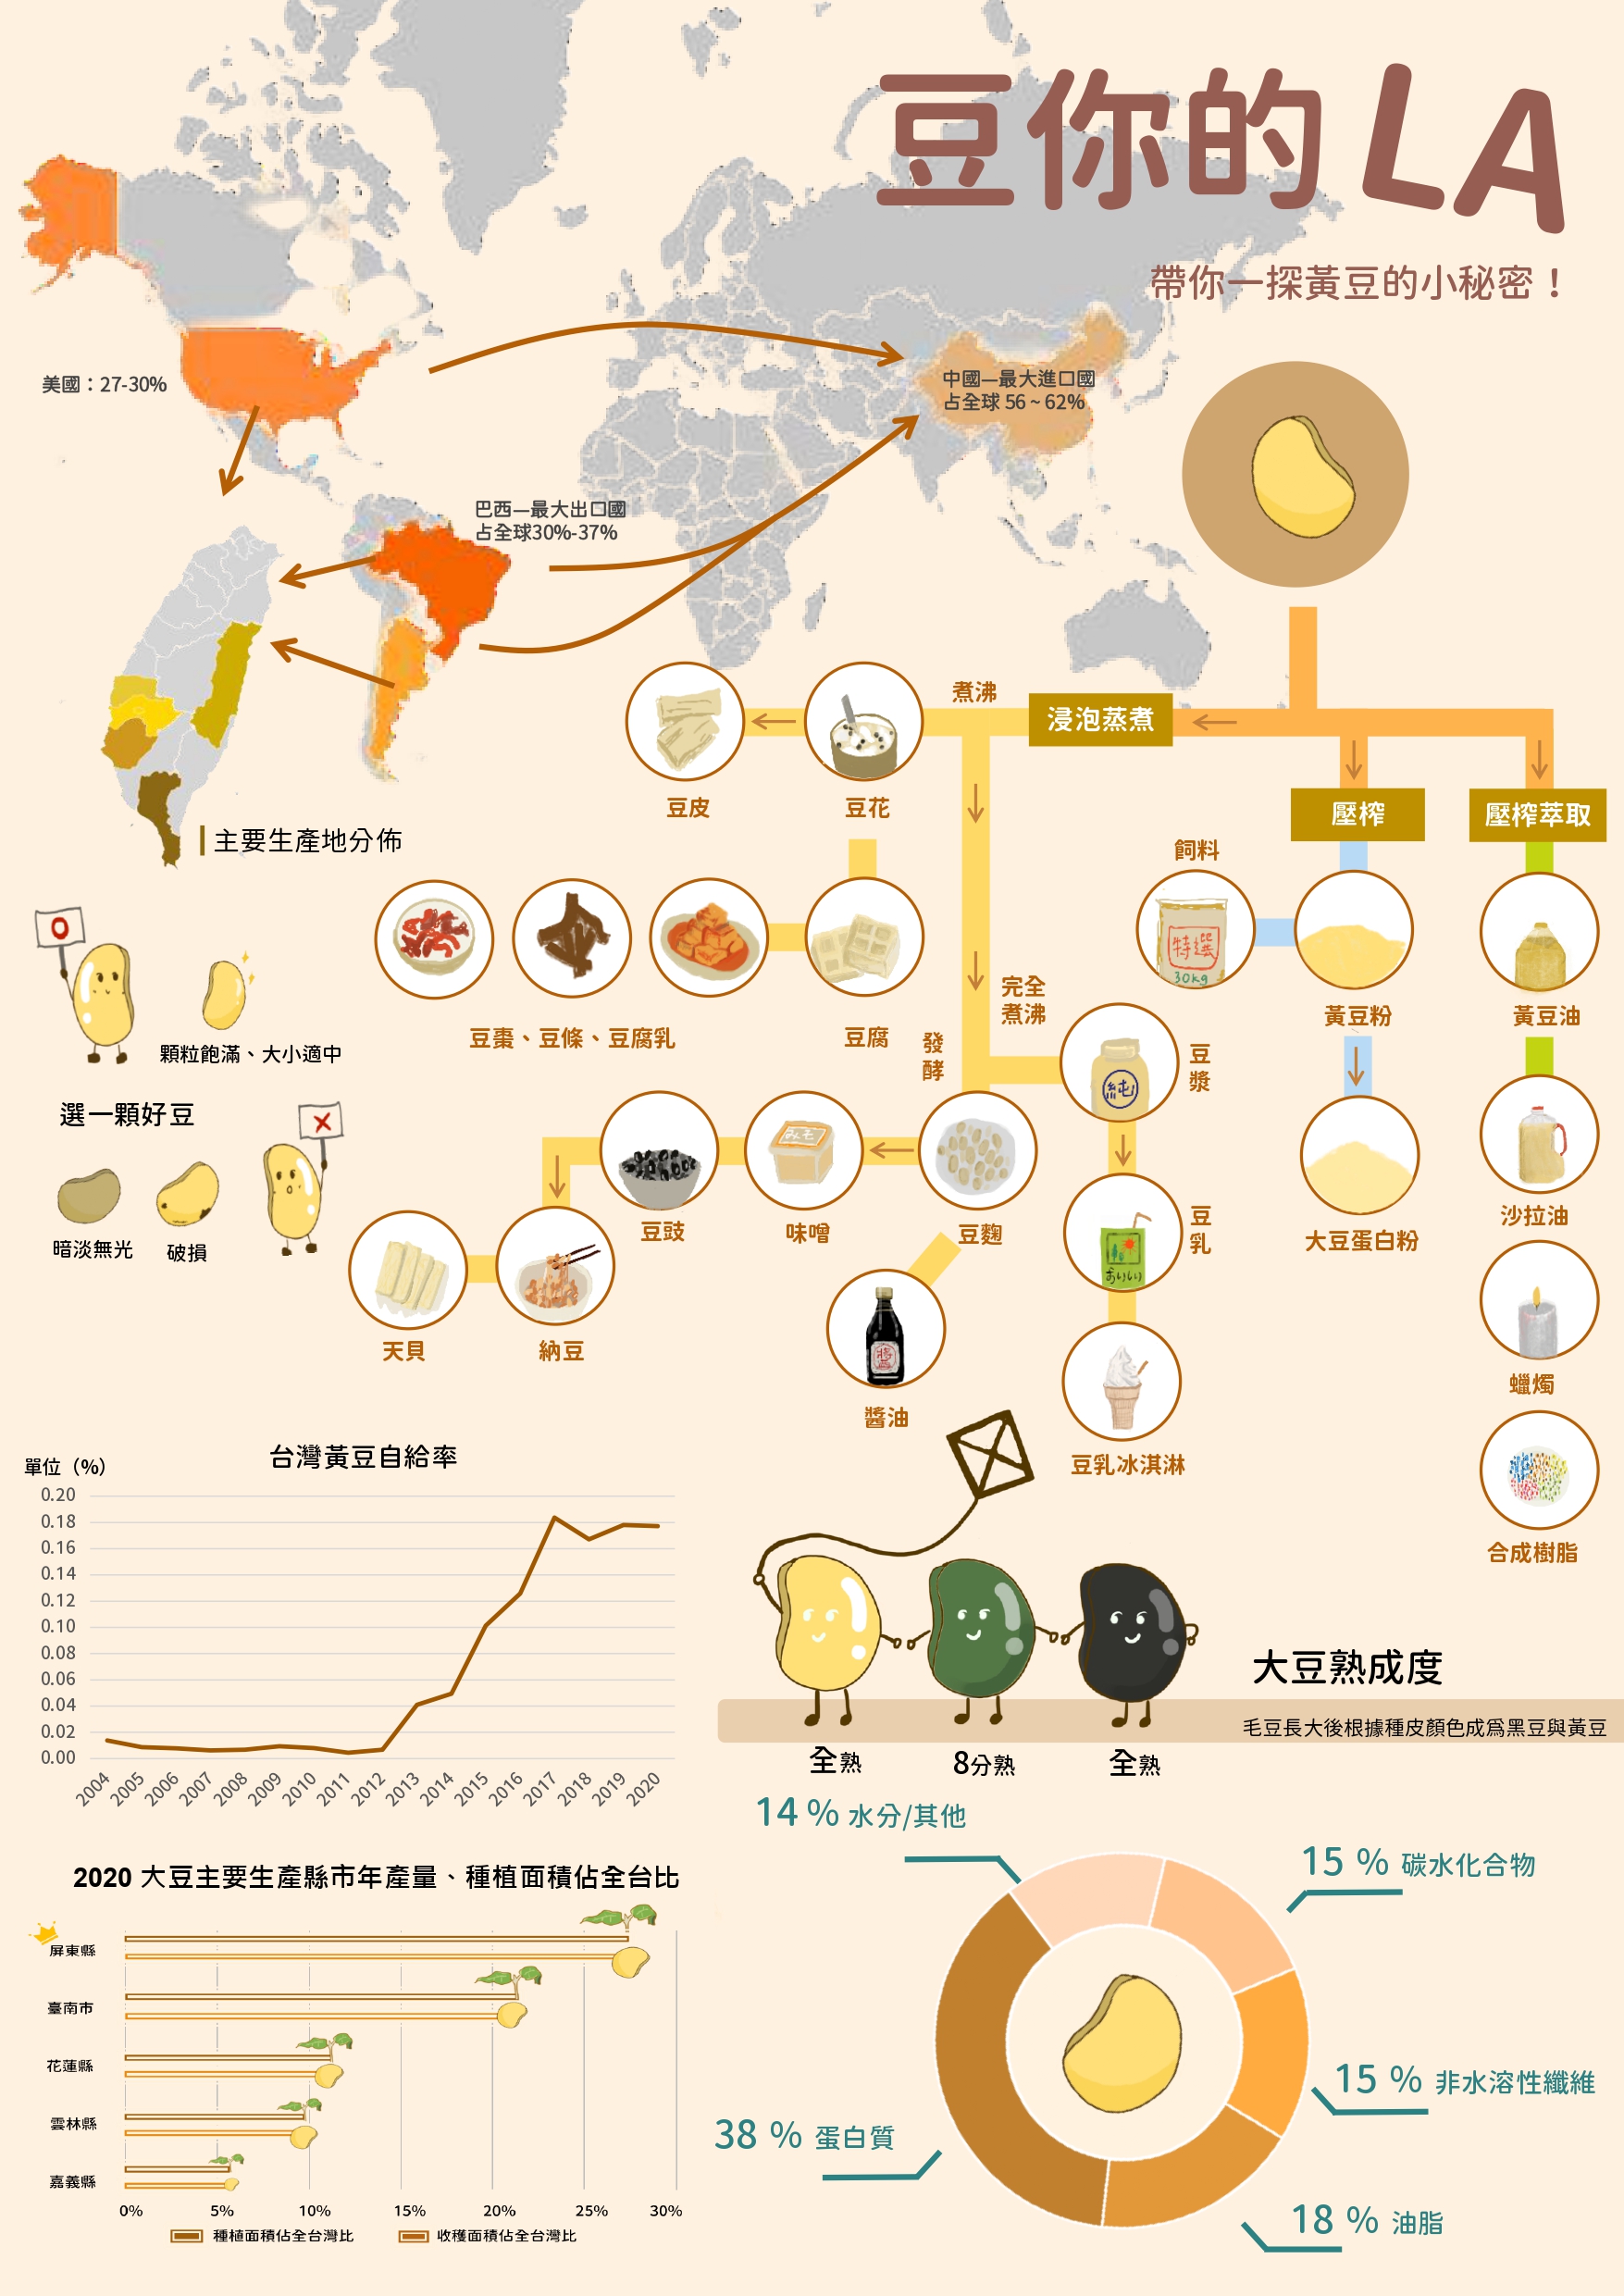 豆你的LA
帶你一探黃豆的小秘密！
美國：27-30%
中國—最大進口國
占全球 56 ~ 62%
巴西—最大出口國
占全球30%-37%
主要生產地分佈
煮沸
浸泡蒸煮
豆皮
豆花
壓榨
壓榨萃取
飼料
特選
30kg
黃豆粉
黃豆油
豆棗、豆條、豆腐乳
豆腐
發
酵
完全
煮沸
純
豆
漿
大豆蛋白粉
沙拉油
O
顆粒飽滿、大小適中
選一顆好豆
X
暗淡無光
破損
みそ
豆豉
味噌
豆麴
おいしい
豆
乳
天貝
納豆
醬油
豆乳冰淇淋
蠟燭
合成樹脂
台灣黃豆自給率
單位（%）
0.20
0.18
0.16
0.14
0.12
0.10
0.08
0.06
0.04
0.02
0.00
2004
2005
2006
2007
2008
2009
2010
2011
2012
2013
2014
2015
2016
2017
2018
2019
2020
大豆熟成度
毛豆長大後根據種皮顏色成為黑豆與黃豆
全熟
8分熟
全熟
2020 大豆主要生產縣市年產量、種植面積佔全台比
屏東縣
臺南市
花蓮縣
雲林縣
嘉義縣
0%
5%
10%
15%
20%
25%
30%
種植面積佔全台灣比
收穫面積佔全台灣比
14 % 水分/其他
15 % 碳水化合物
15 % 非水溶性纖維
38 % 蛋白質
18 % 油脂